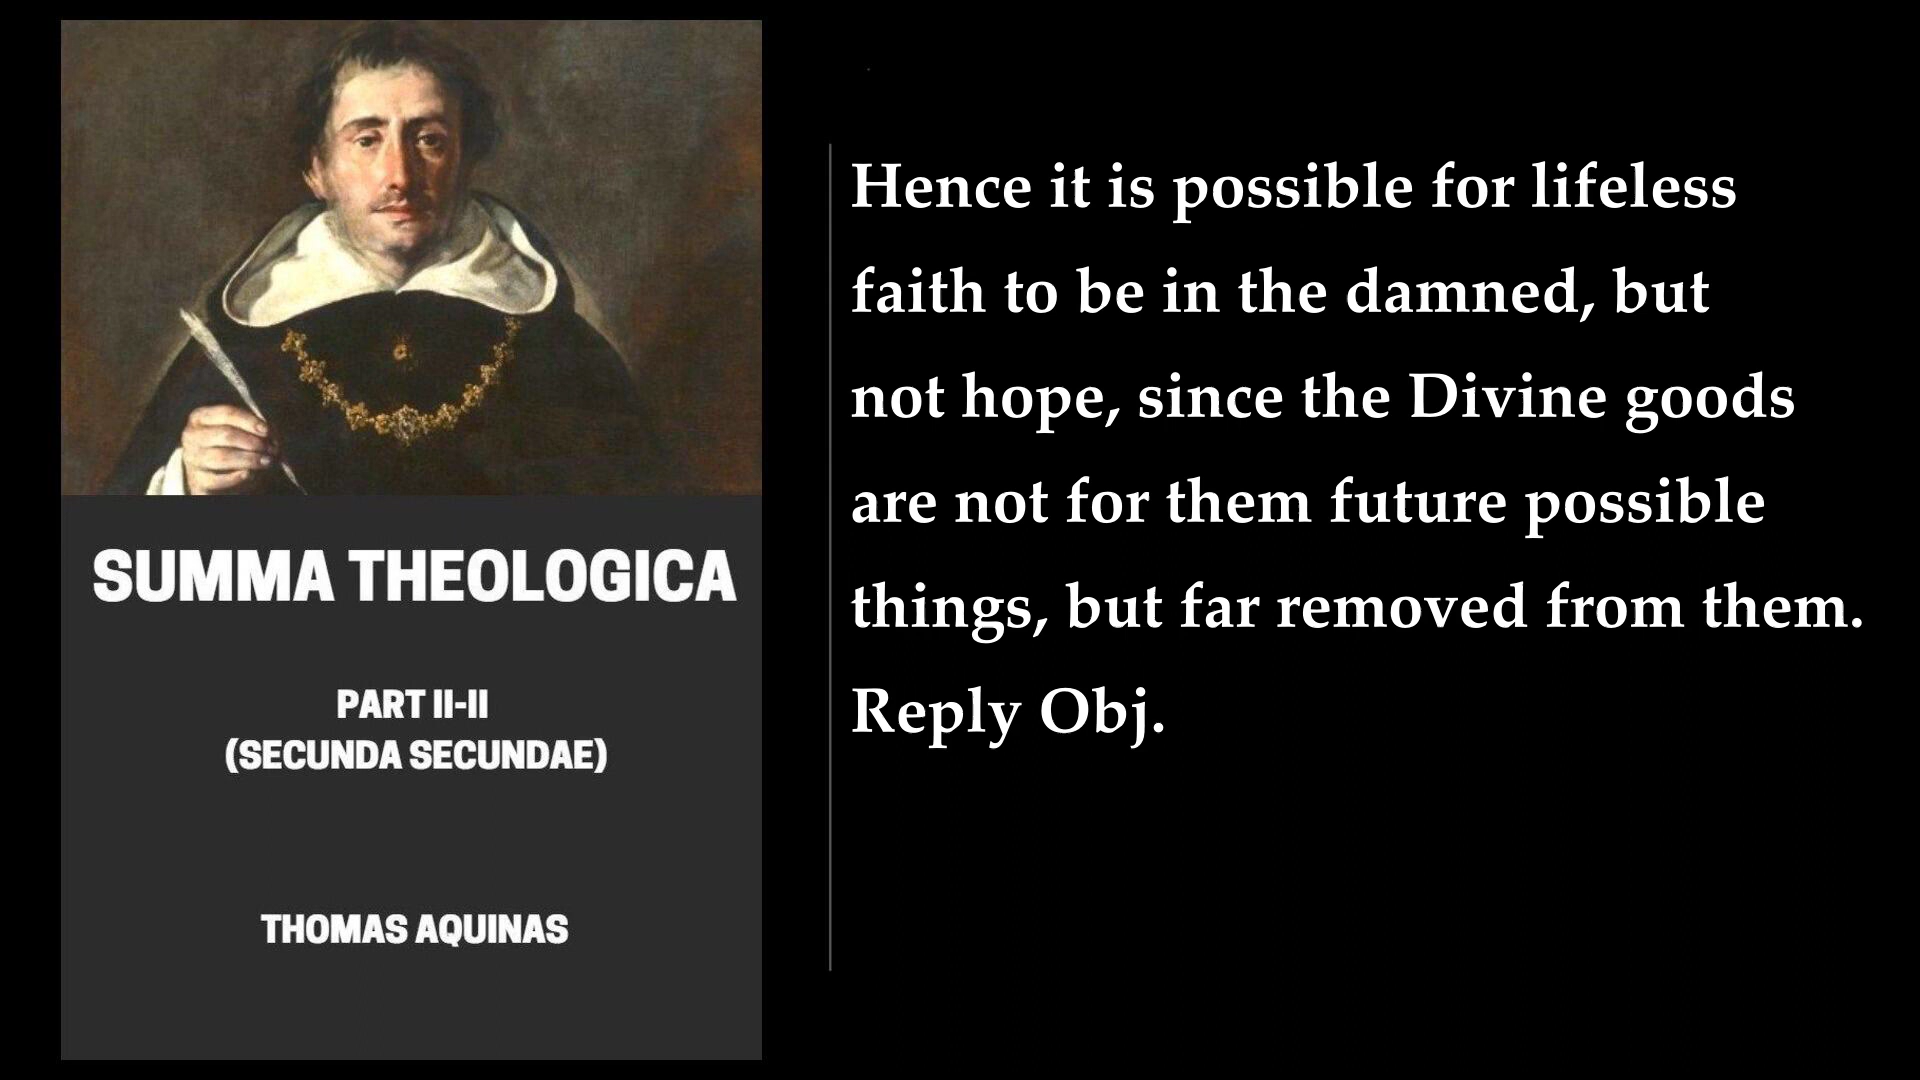 SUMMA THEOLOGICA
PART II-II
(SECUNDA SECUNDAE)
THOMAS AQUINAS
Hence it is possible for lifeless
faith to be in the damned, but
not hope, since the Divine goods
are not for them future possible
things, but far removed from them.
Reply Obj.